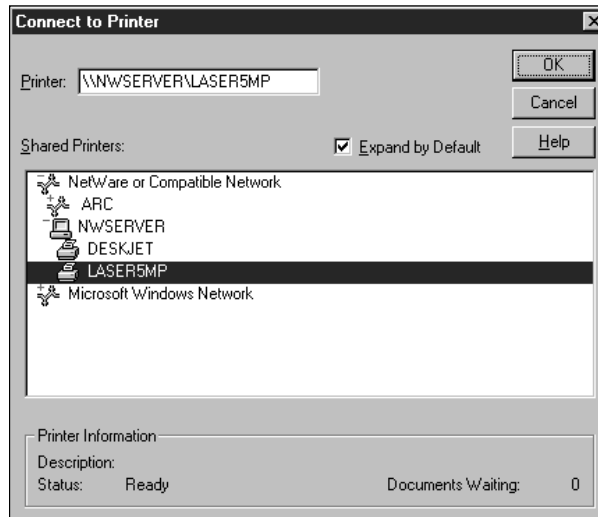 Connect to Printer
Printer: \\NWSERVER\LASER5MP
OK
Cancel
Help
Shared Printers:
Expand by Default
NetWare or Compatible Network
ARC
NWSERVER
DESKJET
LASER5MP
Microsoft Windows Network
Printer Information
Description:
Status: Ready Documents Waiting: 0